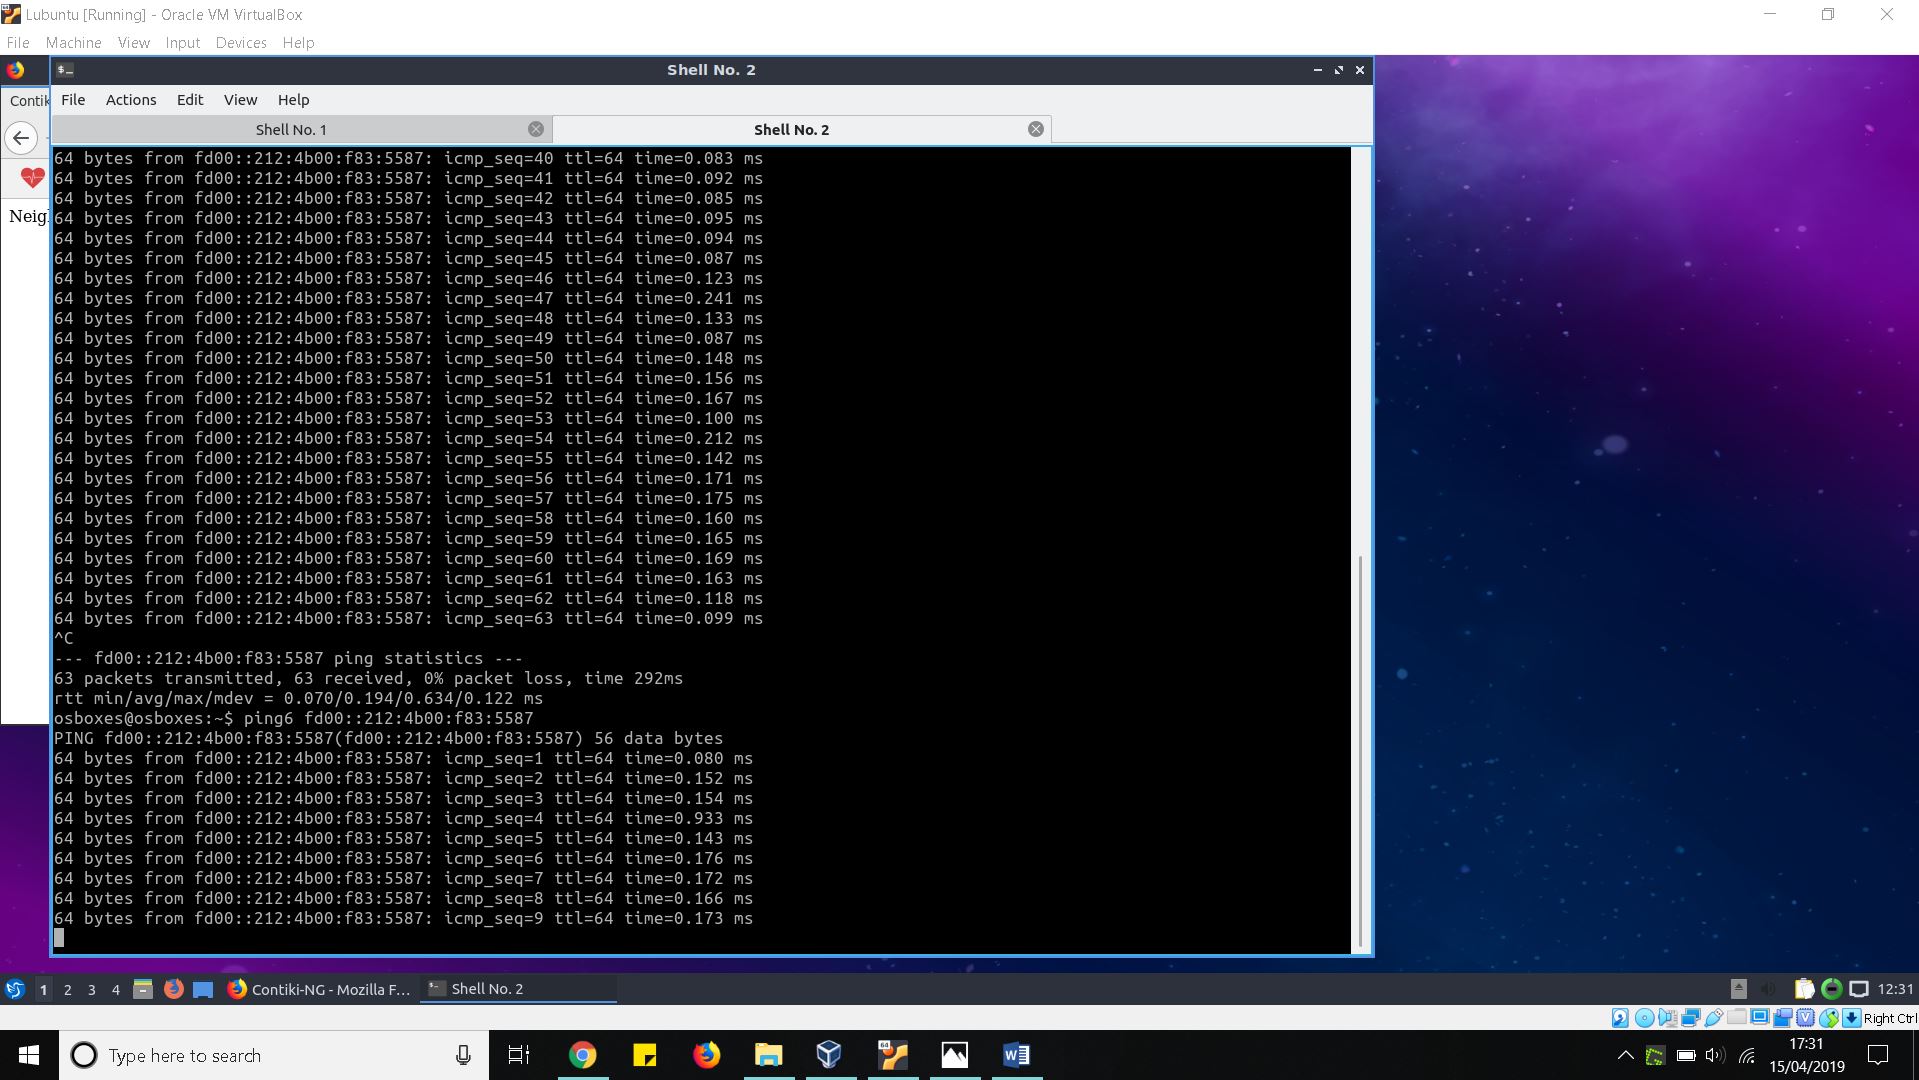 Lubuntu [Running] - Oracle VM VirtualBox
File Machine View Input Devices Help
Shell No. 2
Contik
File Actions Edit View Help
Shell No. 1
Shell No. 2
Neigl
64 bytes from fd00::212:4b00:f83:5587: icmp_seq=40 ttl=64 time=0.083 ms
64 bytes from fd00::212:4b00:f83:5587: icmp_seq=41 ttl=64 time=0.092 ms
64 bytes from fd00::212:4b00:f83:5587: icmp_seq=42 ttl=64 time=0.085 ms
64 bytes from fd00::212:4b00:f83:5587: icmp_seq=43 ttl=64 time=0.095 ms
64 bytes from fd00::212:4b00:f83:5587: icmp_seq=44 ttl=64 time=0.094 ms
64 bytes from fd00::212:4b00:f83:5587: icmp_seq=45 ttl=64 time=0.087 ms
64 bytes from fd00::212:4b00:f83:5587: icmp_seq=46 ttl=64 time=0.123 ms
64 bytes from fd00::212:4b00:f83:5587: icmp_seq=47 ttl=64 time=0.241 ms
64 bytes from fd00::212:4b00:f83:5587: icmp_seq=48 ttl=64 time=0.133 ms
64 bytes from fd00::212:4b00:f83:5587: icmp_seq=49 ttl=64 time=0.087 ms
64 bytes from fd00::212:4b00:f83:5587: icmp_seq=50 ttl=64 time=0.148 ms
64 bytes from fd00::212:4b00:f83:5587: icmp_seq=51 ttl=64 time=0.156 ms
64 bytes from fd00::212:4b00:f83:5587: icmp_seq=52 ttl=64 time=0.167 ms
64 bytes from fd00::212:4b00:f83:5587: icmp_seq=53 ttl=64 time=0.100 ms
64 bytes from fd00::212:4b00:f83:5587: icmp_seq=54 ttl=64 time=0.212 ms
64 bytes from fd00::212:4b00:f83:5587: icmp_seq=55 ttl=64 time=0.142 ms
64 bytes from fd00::212:4b00:f83:5587: icmp_seq=56 ttl=64 time=0.171 ms
64 bytes from fd00::212:4b00:f83:5587: icmp_seq=57 ttl=64 time=0.175 ms
64 bytes from fd00::212:4b00:f83:5587: icmp_seq=58 ttl=64 time=0.160 ms
64 bytes from fd00::212:4b00:f83:5587: icmp_seq=59 ttl=64 time=0.165 ms
64 bytes from fd00::212:4b00:f83:5587: icmp_seq=60 ttl=64 time=0.169 ms
64 bytes from fd00::212:4b00:f83:5587: icmp_seq=61 ttl=64 time=0.163 ms
64 bytes from fd00::212:4b00:f83:5587: icmp_seq=62 ttl=64 time=0.118 ms
64 bytes from fd00::212:4b00:f83:5587: icmp_seq=63 ttl=64 time=0.099 ms
^C
--- fd00::212:4b00:f83:5587 ping statistics ---
63 packets transmitted, 63 received, 0% packet loss, time 292ms
rtt min/avg/max/mdev = 0.070/0.194/0.634/0.122 ms
osboxes@osboxes:~$ ping6 fd00::212:4b00:f83:5587
PING fd00::212:4b00:f83:5587(fd00::212:4b00:f83:5587) 56 data bytes
64 bytes from fd00::212:4b00:f83:5587: icmp_seq=1 ttl=64 time=0.080 ms
64 bytes from fd00::212:4b00:f83:5587: icmp_seq=2 ttl=64 time=0.152 ms
64 bytes from fd00::212:4b00:f83:5587: icmp_seq=3 ttl=64 time=0.154 ms
64 bytes from fd00::212:4b00:f83:5587: icmp_seq=4 ttl=64 time=0.933 ms
64 bytes from fd00::212:4b00:f83:5587: icmp_seq=5 ttl=64 time=0.143 ms
64 bytes from fd00::212:4b00:f83:5587: icmp_seq=6 ttl=64 time=0.176 ms
64 bytes from fd00::212:4b00:f83:5587: icmp_seq=7 ttl=64 time=0.172 ms
64 bytes from fd00::212:4b00:f83:5587: icmp_seq=8 ttl=64 time=0.166 ms
64 bytes from fd00::212:4b00:f83:5587: icmp_seq=9 ttl=64 time=0.173 ms
1 2 3 4 Contiki-NG - Mozilla F... Shell No. 2 12:31
Right Ctrl
Type here to search
17:31
15/04/2019